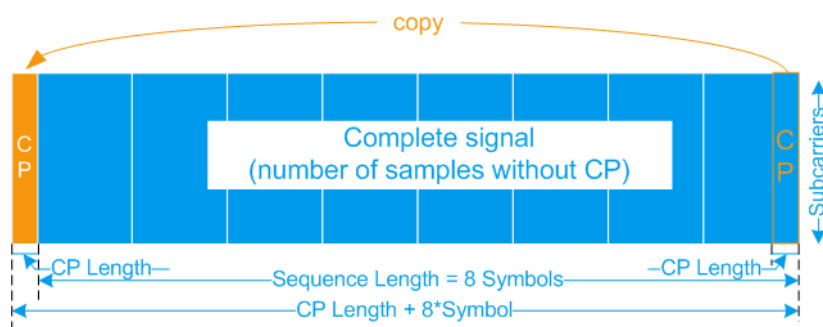 copy
C
P
Complete signal
(number of samples without CP)
C
P
Subcarriers
CP Length
Sequence Length = 8 Symbols
CP Length
CP Length + 8*Symbol